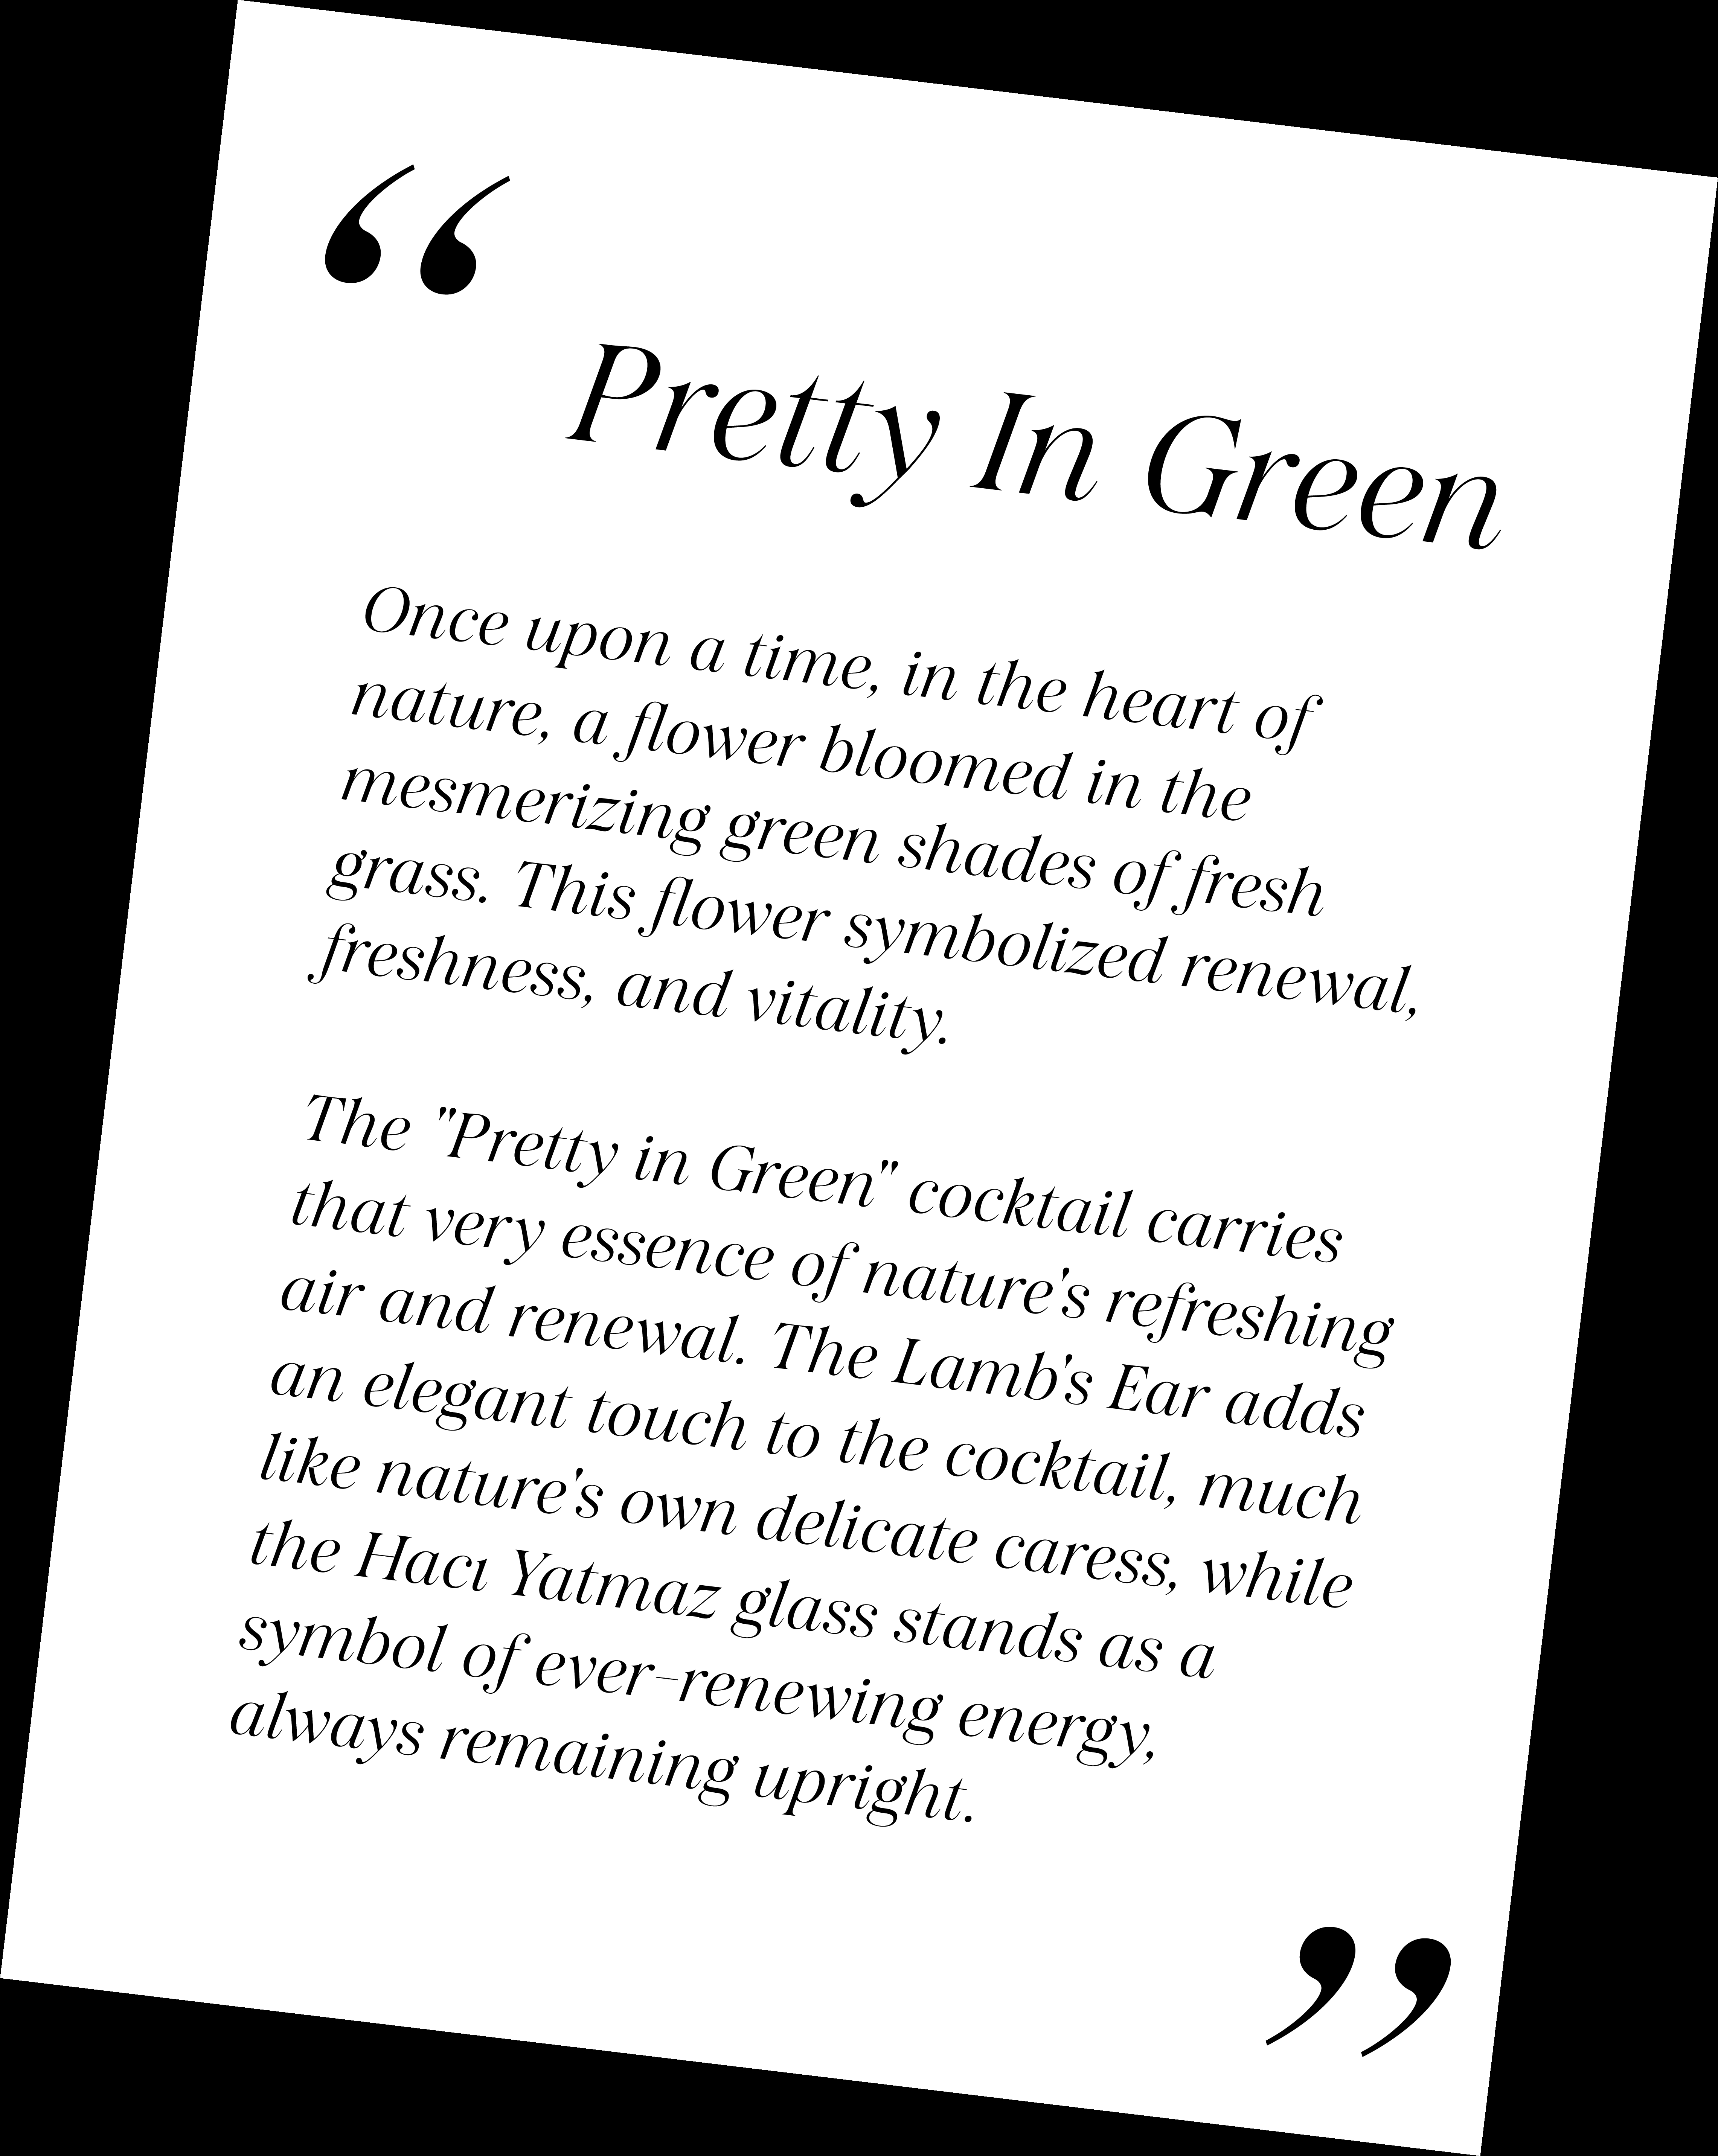 “
Pretty In Green
Once upon a time, in the heart of
nature, a flower bloomed in the
mesmerizing green shades of fresh
grass. This flower symbolized renewal,
freshness, and vitality.
The "Pretty in Green" cocktail carries
that very essence of nature's refreshing
air and renewal. The Lamb's Ear adds
an elegant touch to the cocktail, much
like nature's own delicate caress, while
the Hacı Yatmaz glass stands as a
symbol of ever-renewing energy,
always remaining upright.
”